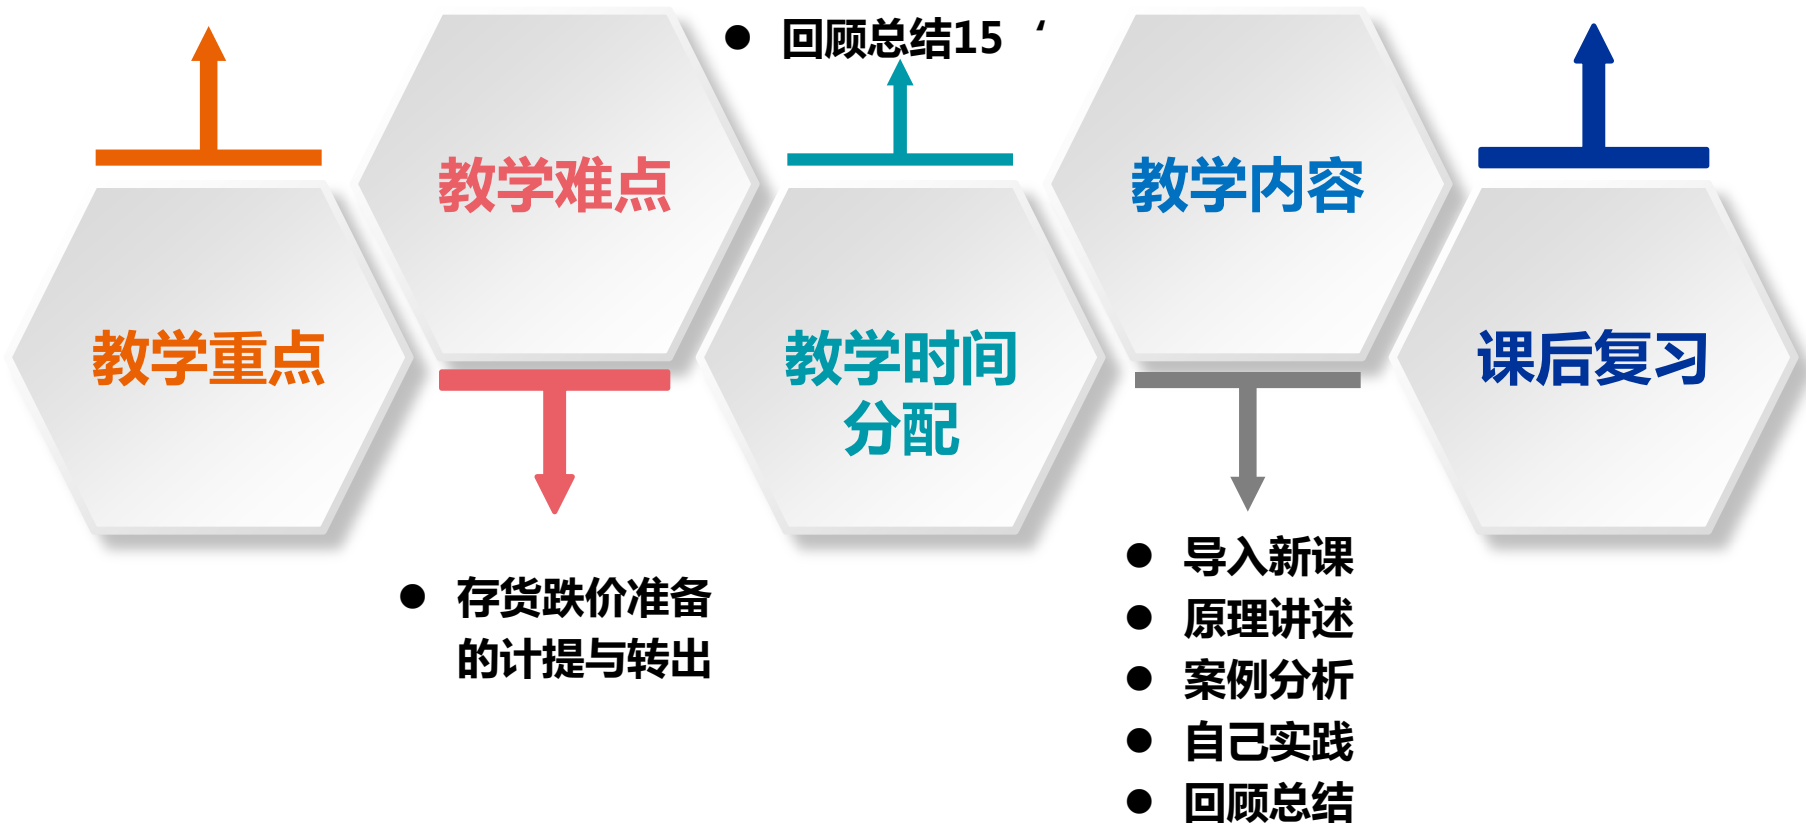 回顾总结15‘
教学难点
教学内容
教学重点
教学时间
分配
课后复习
存货跌价准备
的计提与转出
导入新课
原理讲述
案例分析
自己实践
回顾总结